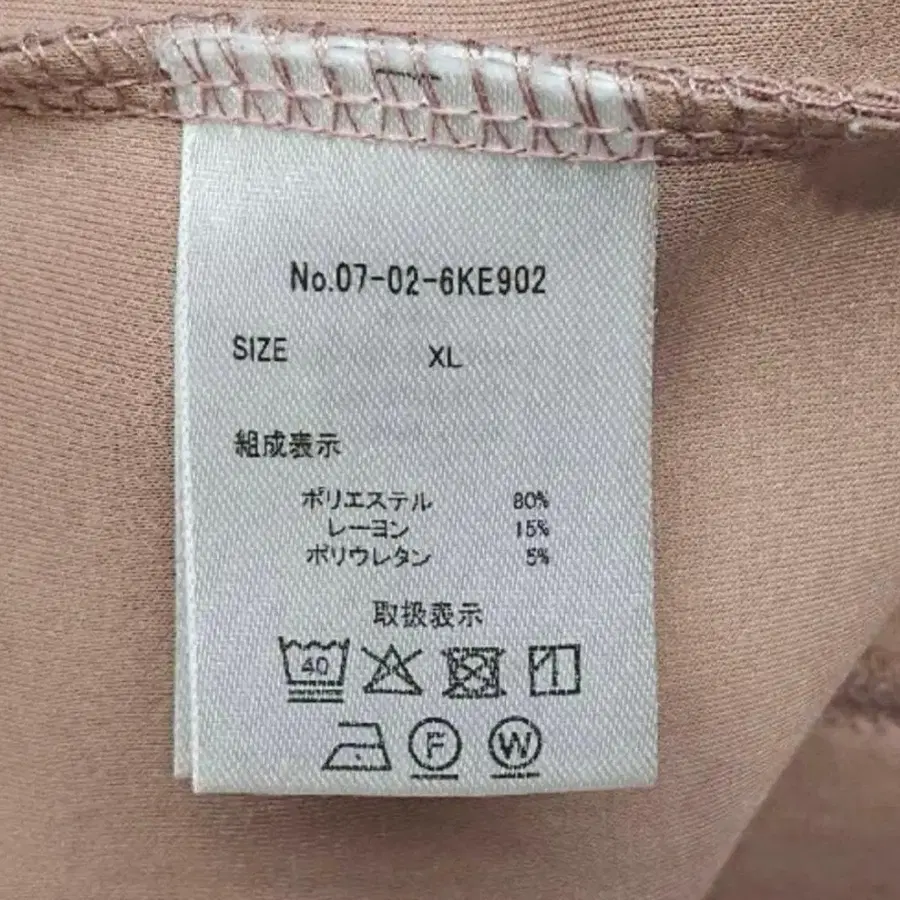 No.07-02-6KE902
SIZE XL
組成表示
ポリエステル 80%
レーヨン 15%
ポリウレタン 5%
取扱表示
40
F W